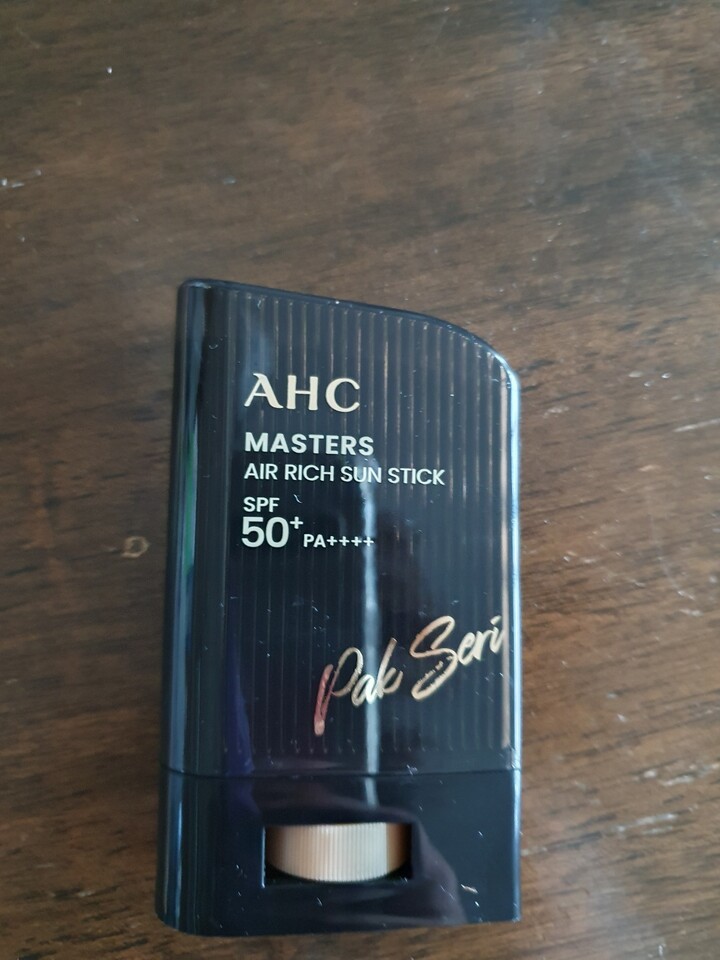 AHC
MASTERS
AIR RICH SUN STICK
SPF
50+ PA++++
Pak Seri